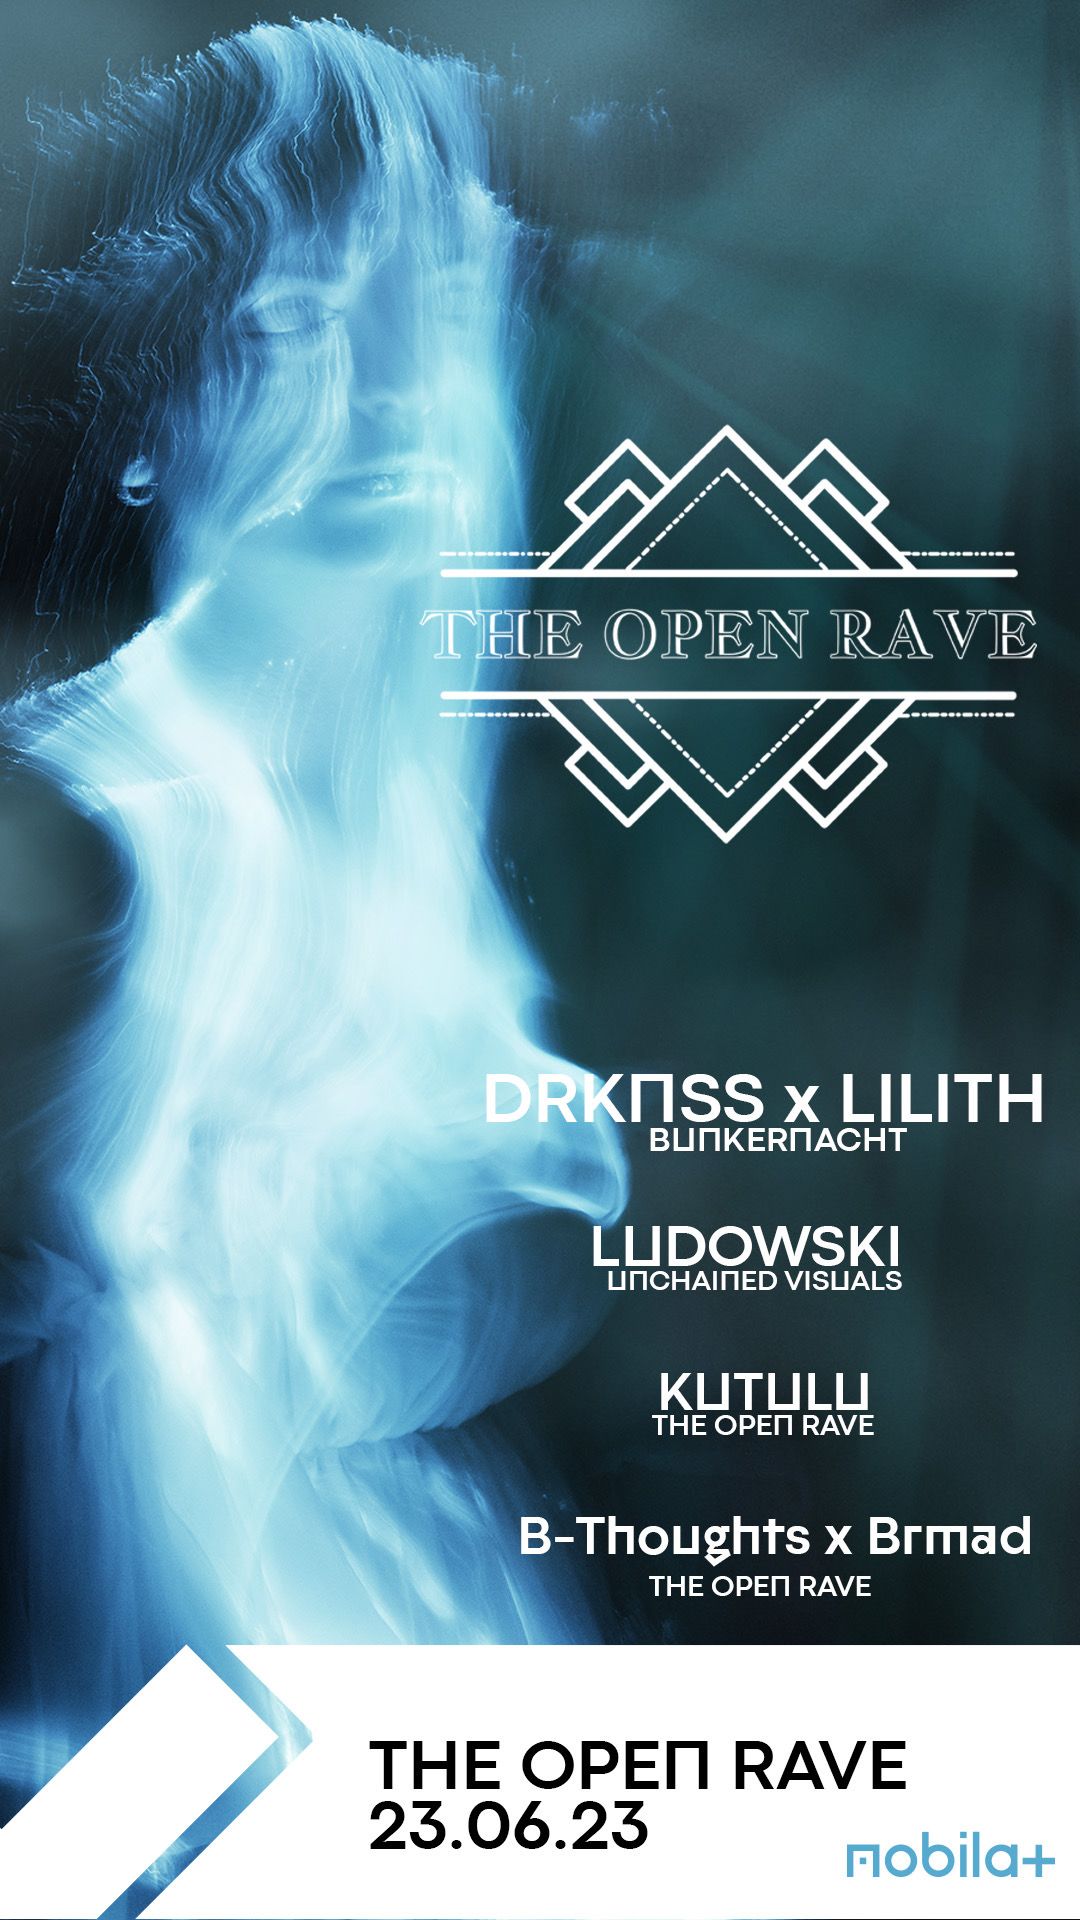 THE OPEN RAVE
DRKNSS x LILITH
BUNKERNACHT
LUDOWSKI
UNCHAINED VISUALS
KUTULU
THE OPEN RAVE
B-Thoughts x Brmad
THE OPEN RAVE
THE OPEN RAVE
23.06.23
nobila+